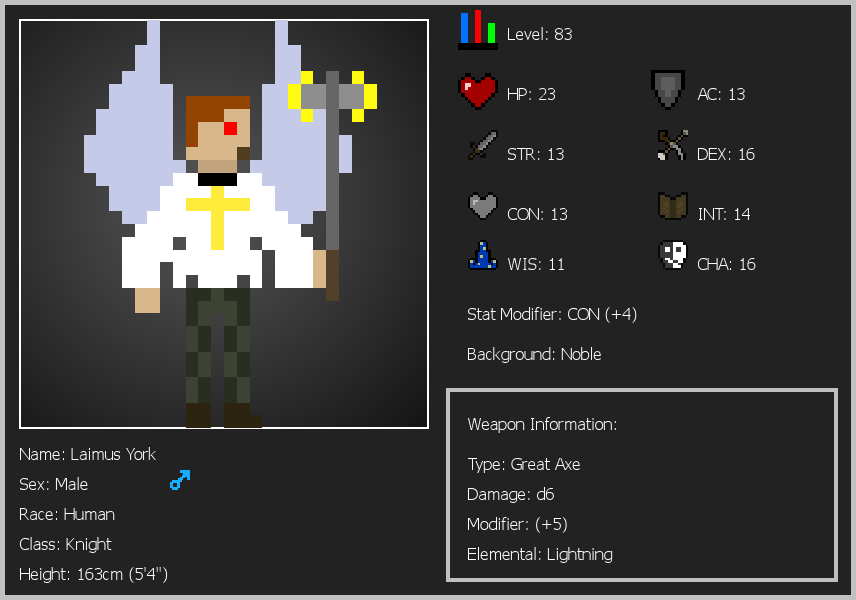 Level: 83
HP: 23
AC: 13
STR: 13
DEX: 16
CON: 13
INT: 14
WIS: 11
CHA: 16
Stat Modifier: CON (+4)
Background: Noble
Weapon Information:
Type: Great Axe
Damage: d6
Modifier: (+5)
Elemental: Lightning
Name: Laimus York
Sex: Male
Race: Human
Class: Knight
Height: 163cm (5'4")